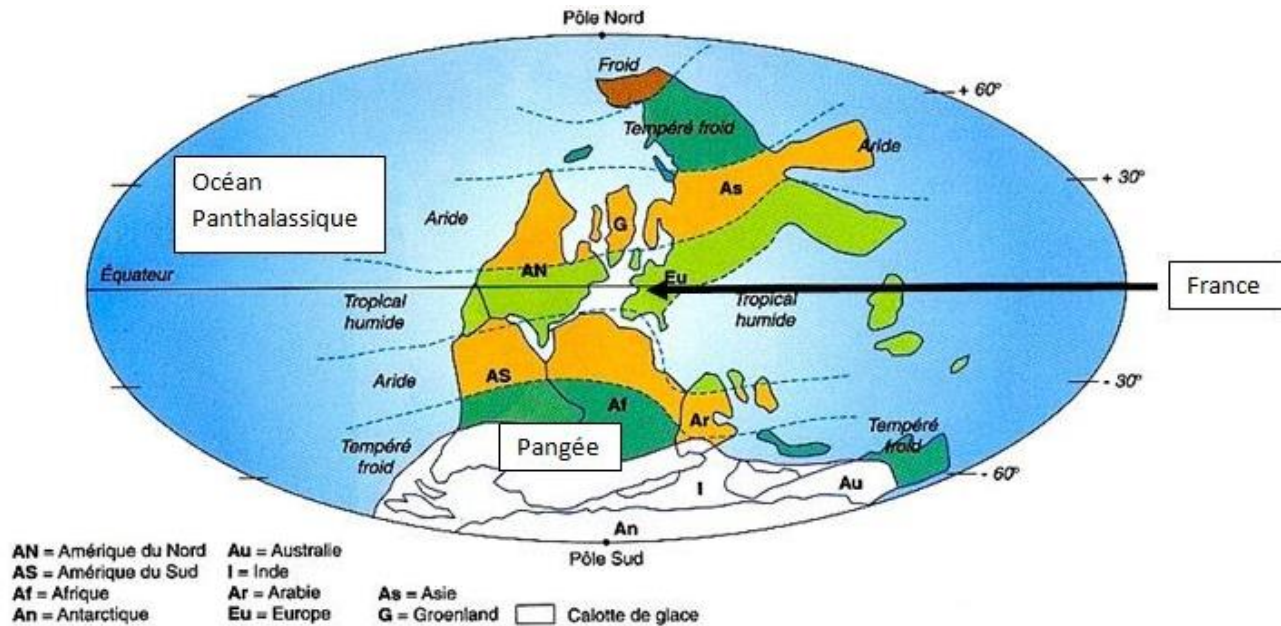 Pôle Nord
Froid
+ 60°
Tempéré froid
Aride
Océan
Panthalassique
+ 30°
As
Aride
G
AN
Équateur
Eu
France
Tropical
humide
Tropical
humide
Aride
AS
- 30°
Af
Ar
Tempéré
froid
Pangée
Tempéré
froid
- 60°
I
Au
An
Pôle Sud
AN = Amérique du Nord
AS = Amérique du Sud
Af = Afrique
An = Antarctique
Au = Australie
I = Inde
Ar = Arabie
Eu = Europe
As = Asie
G = Groenland
Calotte de glace